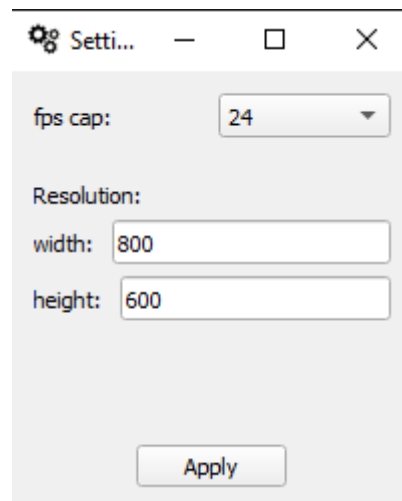 Setti...
fps cap: 24
Resolution:
width: 800
height: 600
Apply